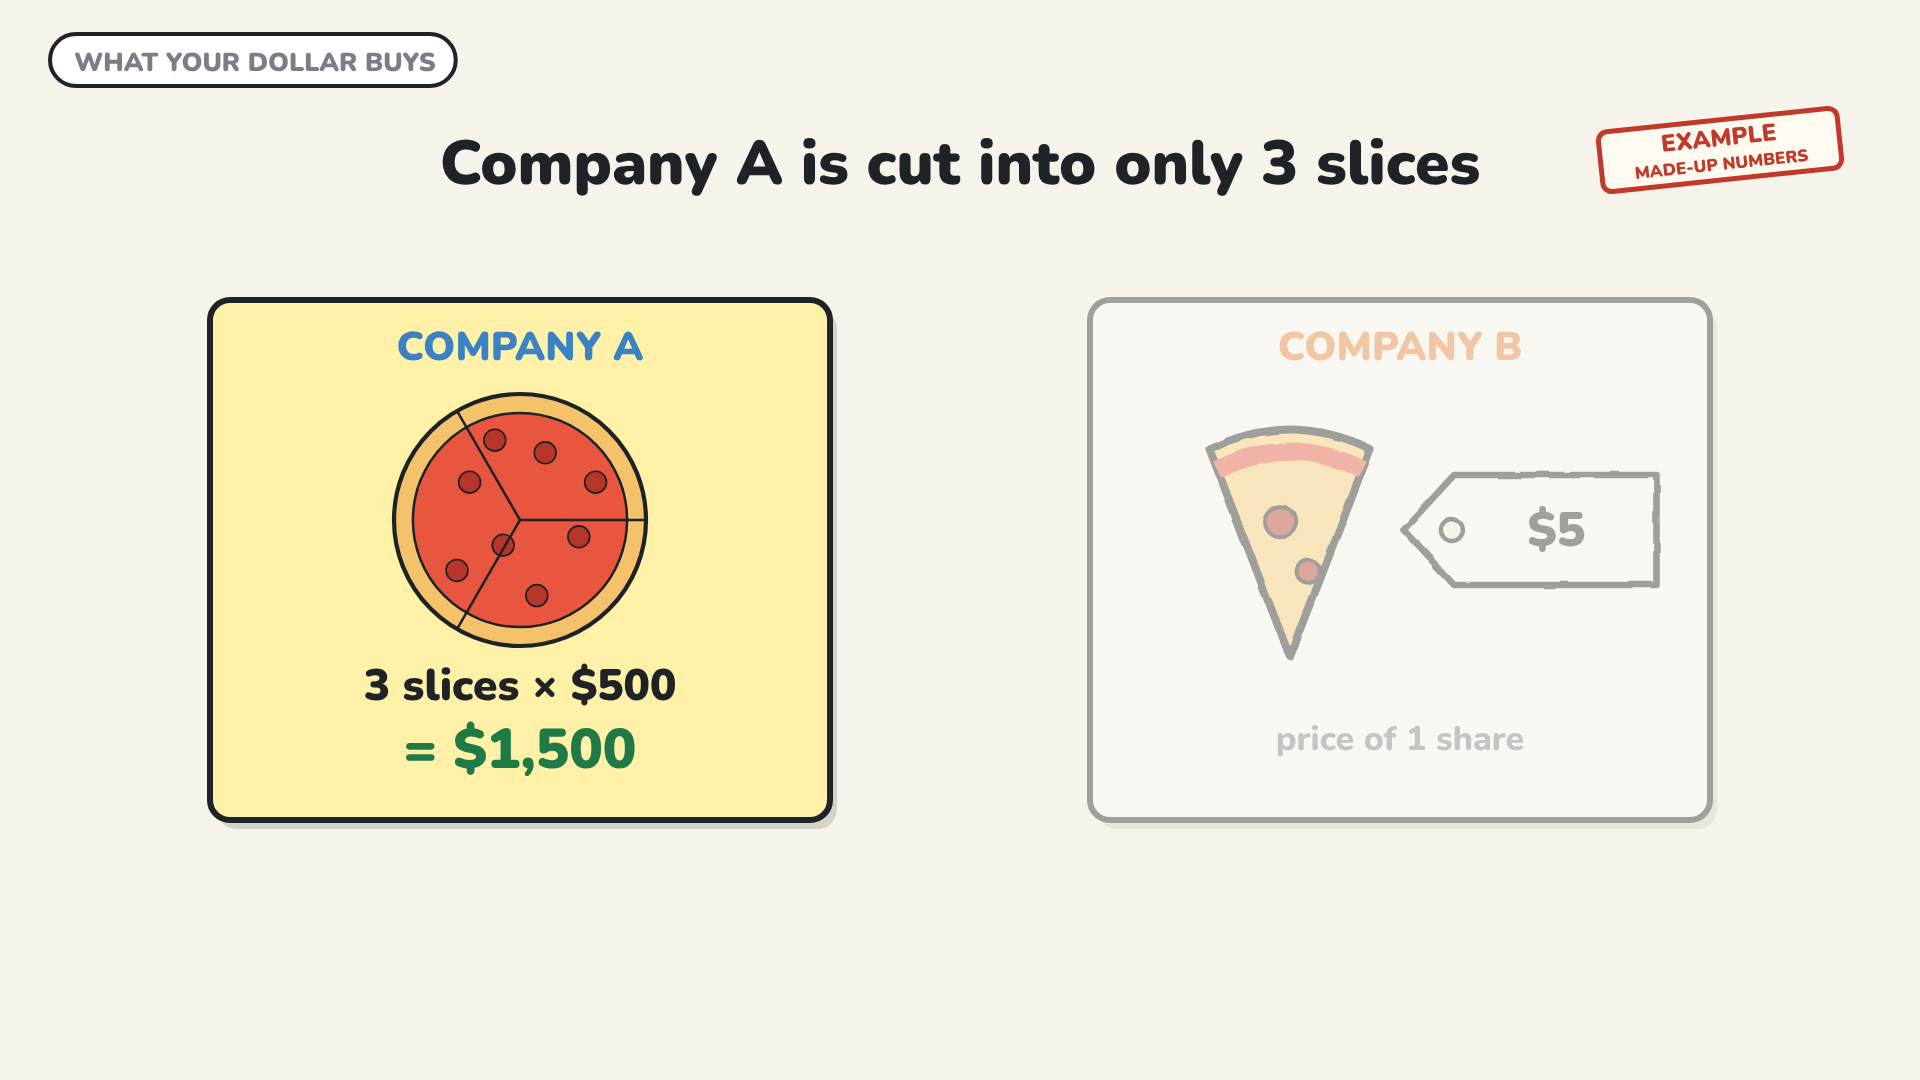 WHAT YOUR DOLLAR BUYS
Company A is cut into only 3 slices
EXAMPLE
MADE-UP NUMBERS
COMPANY A
3 slices × $500
= $1,500
COMPANY B
$5
price of 1 share